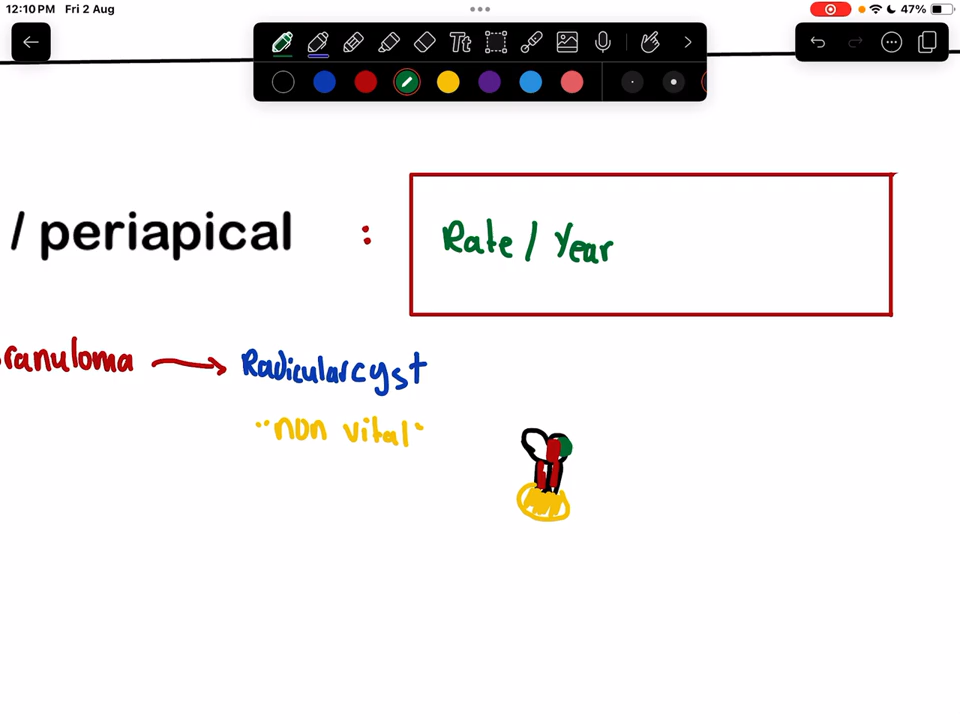 12:10 PM Fri 2 Aug
47%
Tt
/ periapical :
Rate / Year
ranuloma → Radicularcyst
"non vital"